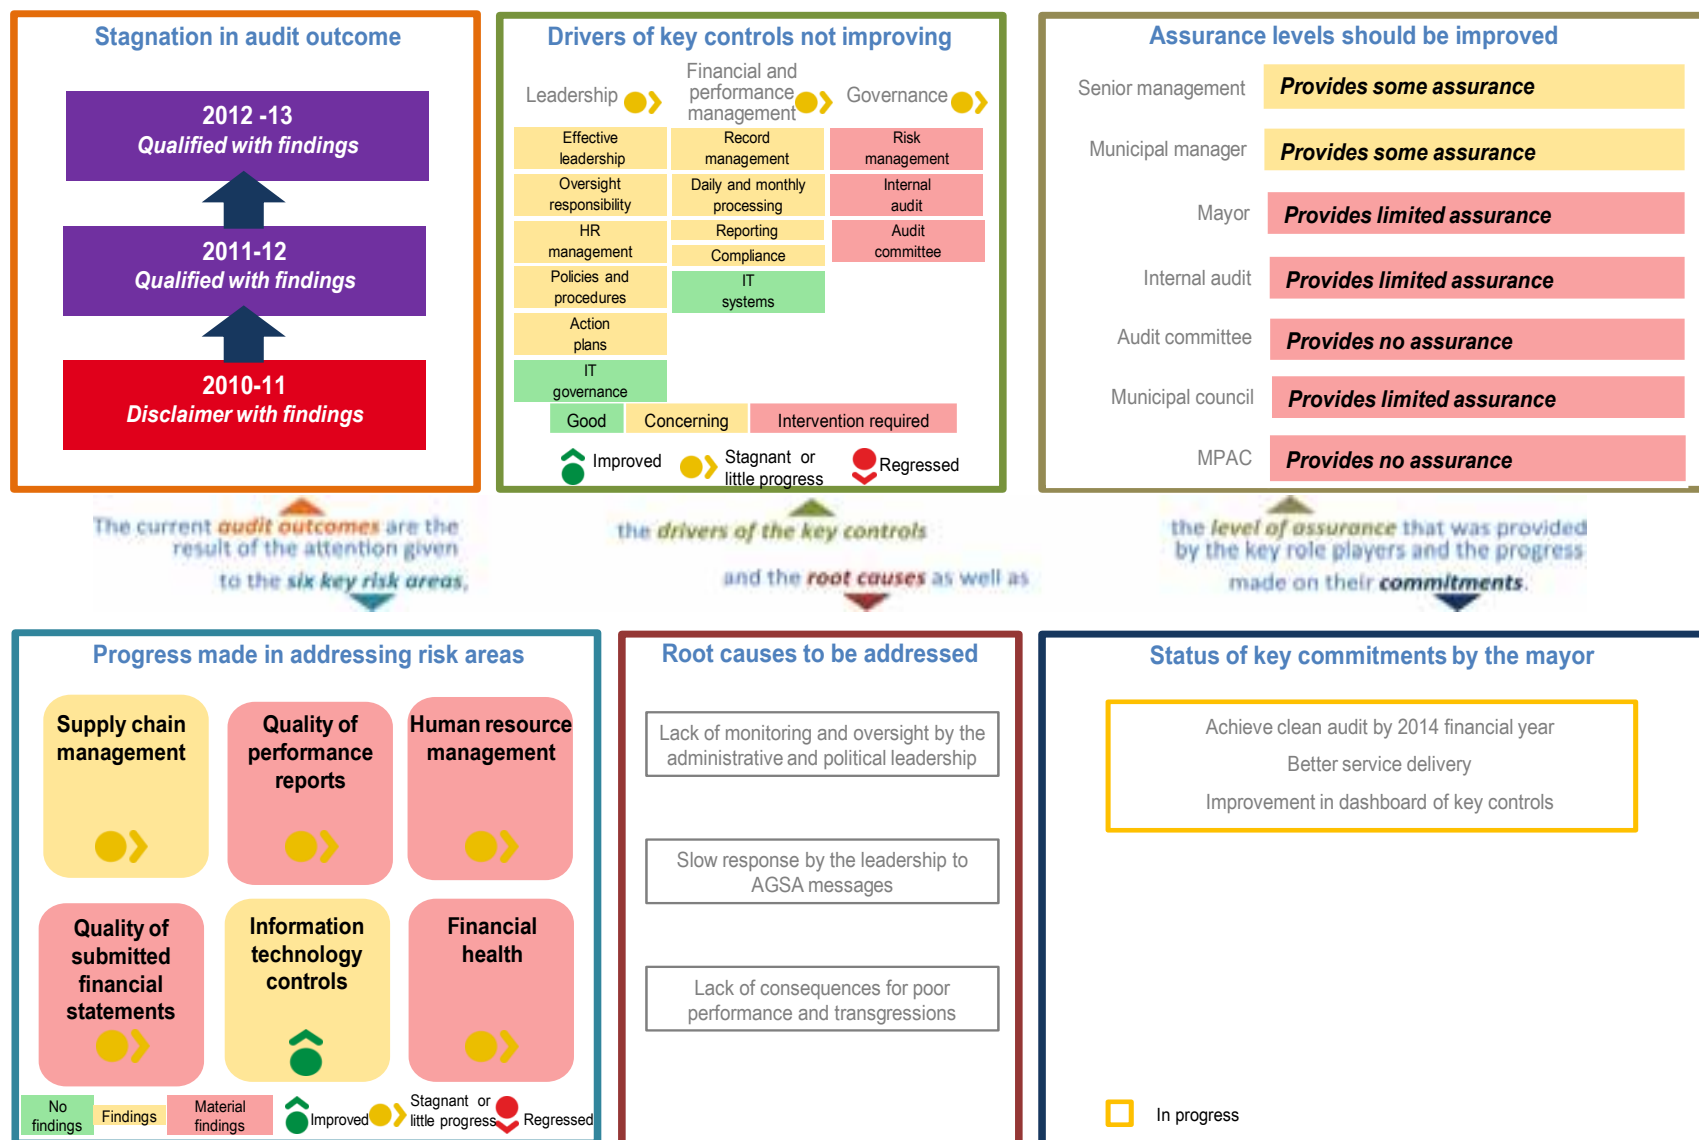 Stagnation in audit outcome
2012 -13
Qualified with findings
2011-12
Qualified with findings
2010-11
Disclaimer with findings
Drivers of key controls not improving
Leadership
Financial and
performance
management
Governance
Effective
leadership
Oversight
responsibility
HR
management
Policies and
procedures
Action
plans
IT
governance
Record
management
Daily and monthly
processing
Reporting
Compliance
IT
systems
Risk
management
Internal
audit
Audit
committee
Good
Concerning
Intervention required
Improved
Stagnant or
little progress
Regressed
Assurance levels should be improved
Senior management
Provides some assurance
Municipal manager
Provides some assurance
Mayor
Provides limited assurance
Internal audit
Provides limited assurance
Audit committee
Provides no assurance
Municipal council
Provides limited assurance
MPAC
Provides no assurance
The current audit outcomes are the
result of the attention given
to the six key risk areas,
the drivers of the key controls
and the root causes as well as
the level of assurance that was provided
by the key role players and the progress
made on their commitments.
Progress made in addressing risk areas
Supply chain
management
Quality of
performance
reports
Human resource
management
Quality of
submitted
financial
statements
Information
technology
controls
Financial
health
No
findings
Findings
Material
findings
Improved
Stagnant or
little progress
Regressed
Root causes to be addressed
Lack of monitoring and oversight by the
administrative and political leadership
Slow response by the leadership to
AGSA messages
Lack of consequences for poor
performance and transgressions
Status of key commitments by the mayor
Achieve clean audit by 2014 financial year
Better service delivery
Improvement in dashboard of key controls
In progress